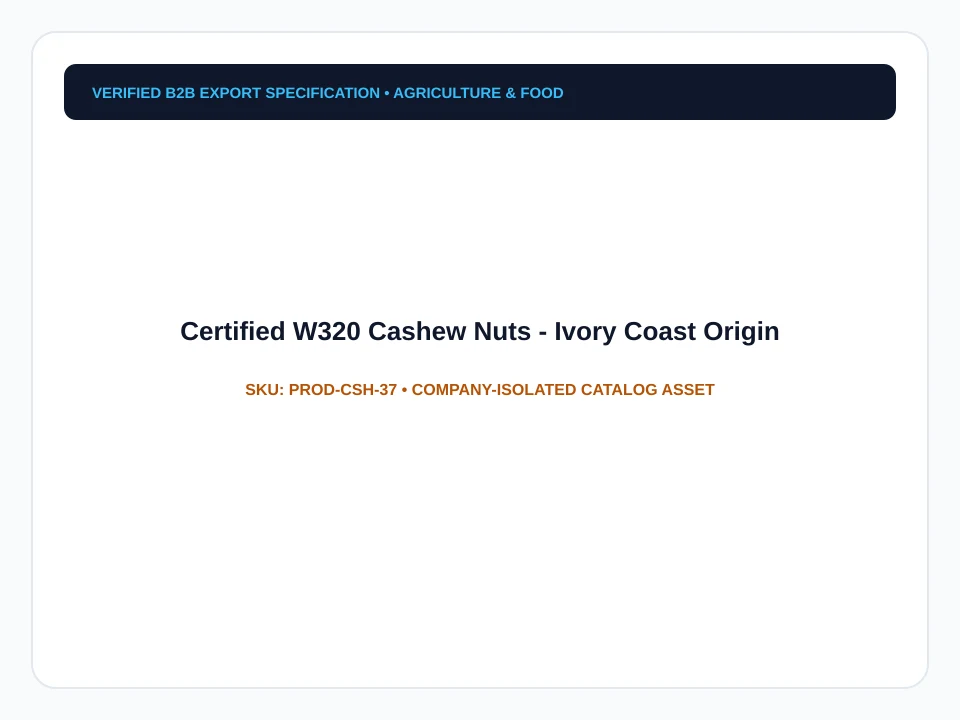 VERIFIED B2B EXPORT SPECIFICATION • AGRICULTURE & FOOD
Certified W320 Cashew Nuts - Ivory Coast Origin
SKU: PROD-CSH-37 • COMPANY-ISOLATED CATALOG ASSET